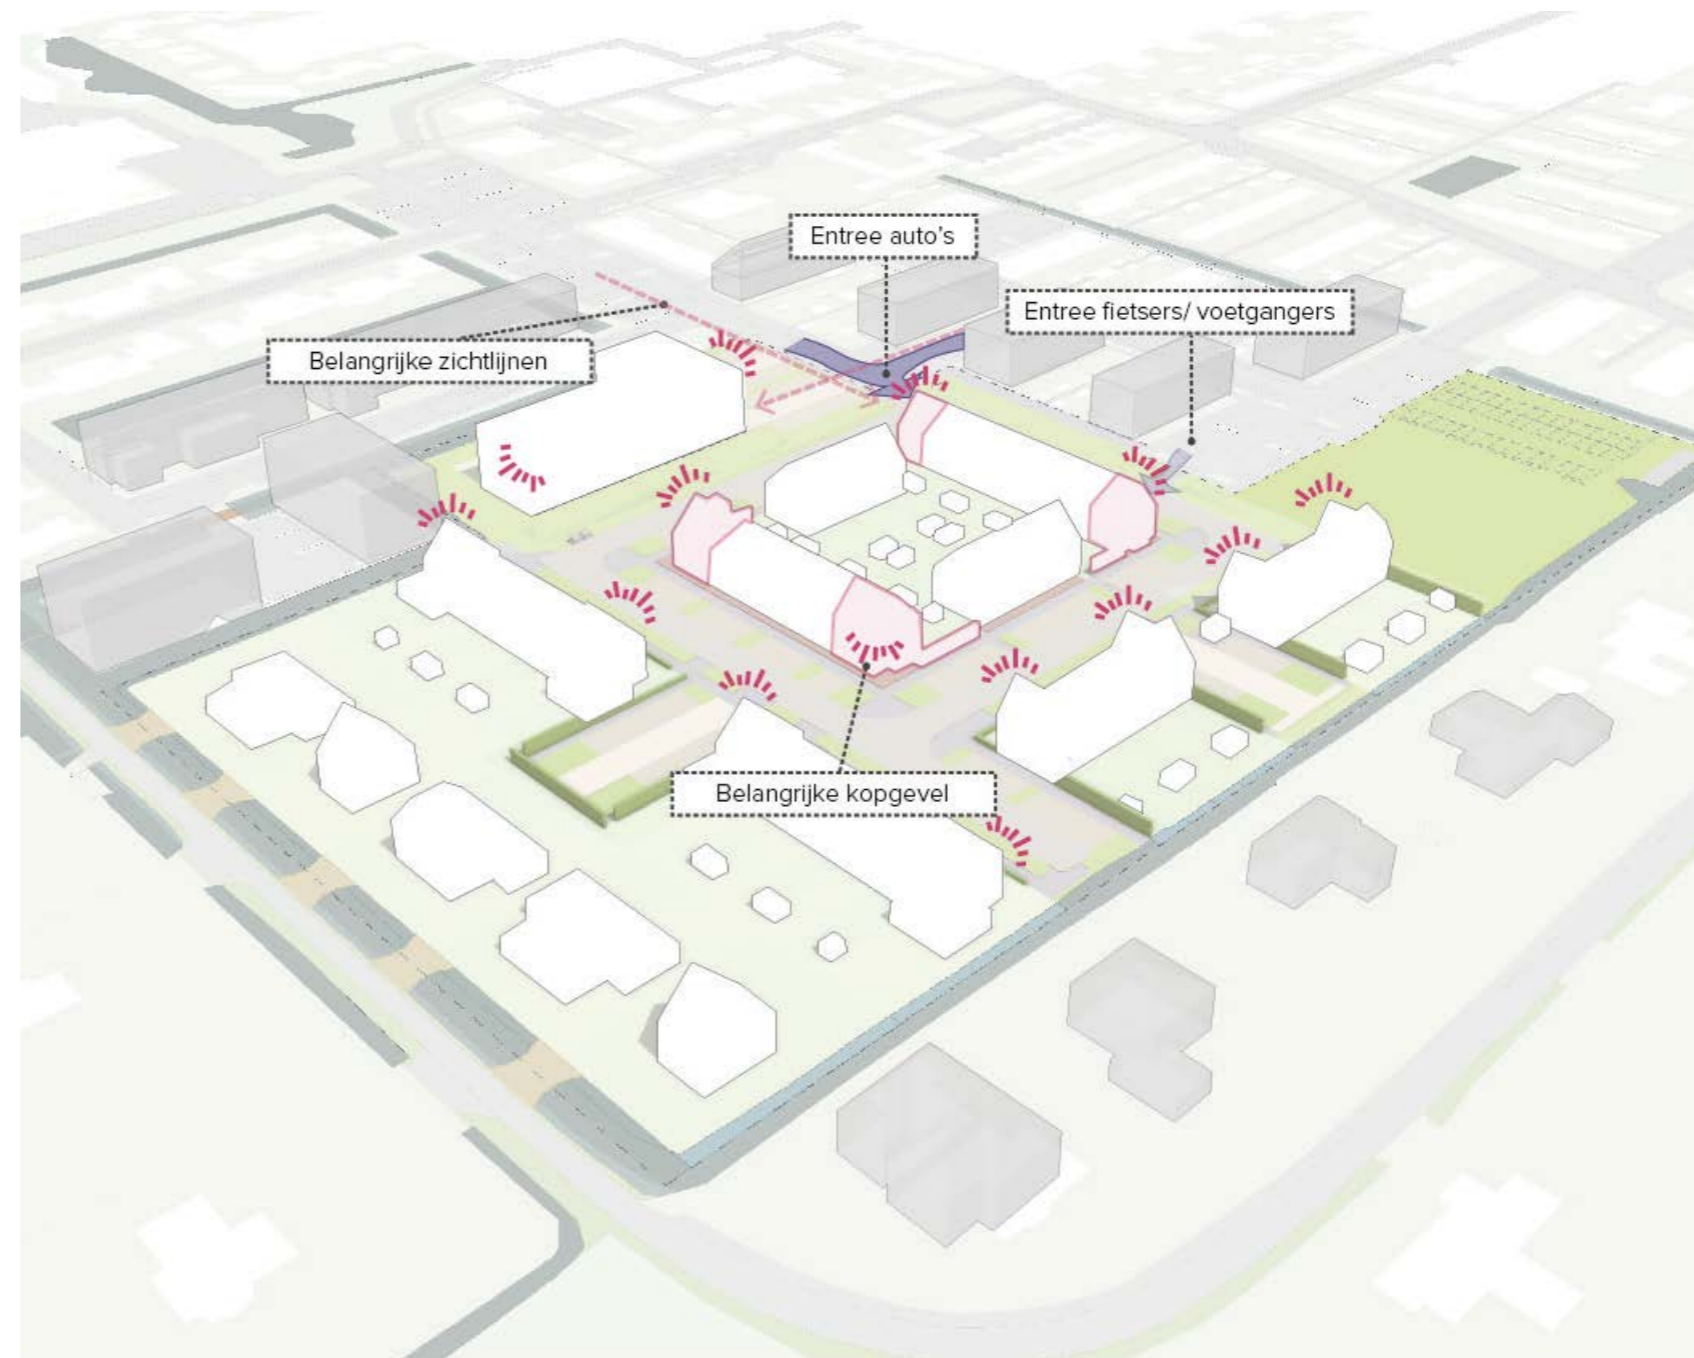 Entree auto's
Entree fietsers/ voetgangers
Belangrijke zichtlijnen
Belangrijke kopgevel